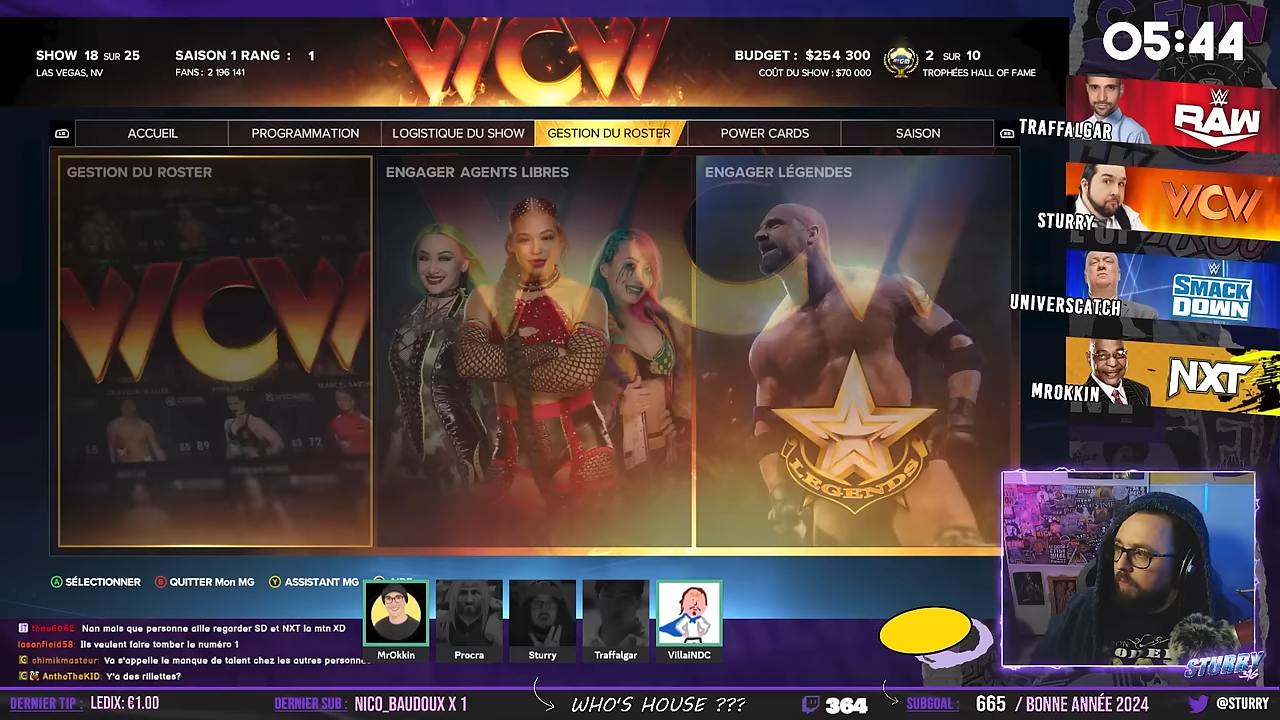 SHOW 18 SUR 25
LAS VEGAS, NV
SAISON 1 RANG : 1
FANS : 2 196 141
WCW
BUDGET : $254 300
COÛT DU SHOW : $70 000
2 SUR 10
TROPHÉES HALL OF FAME
05:44
ACCUEIL
PROGRAMMATION
LOGISTIQUE DU SHOW
GESTION DU ROSTER
POWER CARDS
SAISON
TRAFFALGAR
RAW
STURRY
WCW
UNIVERSCATCH
SMACK
DOWN
MROKKIN
NXT
GESTION DU ROSTER
WCW
ENGAGER AGENTS LIBRES
ENGAGER LÉGENDES
LEGENDS
A SÉLECTIONNER
B QUITTER Mon MG
Y ASSISTANT MG
MrOkkin
Procra
Sturry
Traffalgar
VillaiNDC
theo6062: Nan mais que personne aille regarder SD et NXT la mtn XD
lasanfield58: Ils veulent faire tomber le numéro 1
chimikmasteur: Va s'appelle le manque de talent chez les autres personne
AnthoTheKID: Y'a des rillettes?
STURRY
DERNIER TIP : LEDIX: €1.00
DERNIER SUB : NICO_BAUDOUX X 1
WHO'S HOUSE ???
364
SUBGOAL : 665 / BONNE ANNÉE 2024
@STURRY